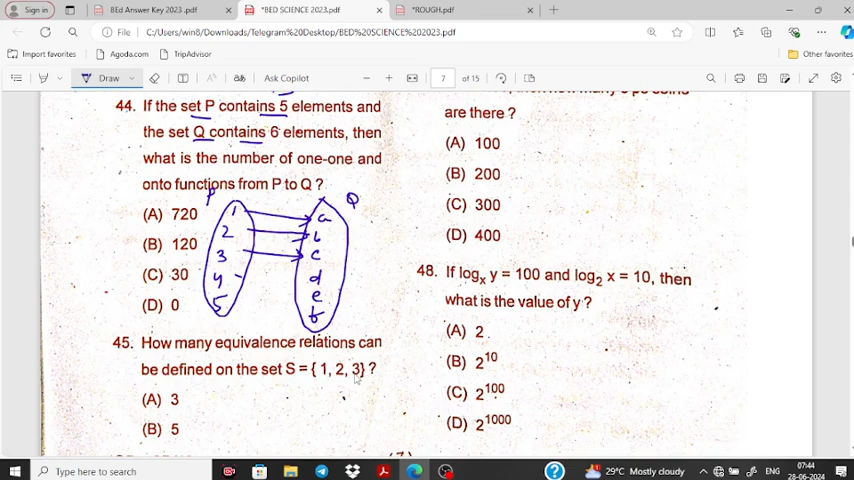 Sign in
BEd Answer Key 2023 .pdf
*BED SCIENCE 2023.pdf
*ROUGH.pdf
File
C:/Users/win8/Downloads/Telegram%20Desktop/BED%20SCIENCE%202023.pdf
Import favorites
Agoda.com
TripAdvisor
Other favorites
Draw
Ask Copilot
7 of 15
44. If the set P contains 5 elements and
the set Q contains 6 elements, then
what is the number of one-one and
onto functions from P to Q ?
(A) 720
(B) 120
(C) 30
(D) 0
P
Q
1
2
3
4
5
a
b
c
d
e
f
45. How many equivalence relations can
be defined on the set S = { 1, 2, 3} ?
(A) 3
(B) 5
are there ?
(A) 100
(B) 200
(C) 300
(D) 400
48. If logx y = 100 and log2 x = 10, then
what is the value of y ?
(A) 2
(B) 2^10
(C) 2^100
(D) 2^1000
Type here to search
29°C Mostly cloudy
ENG
07:44
28-06-2024